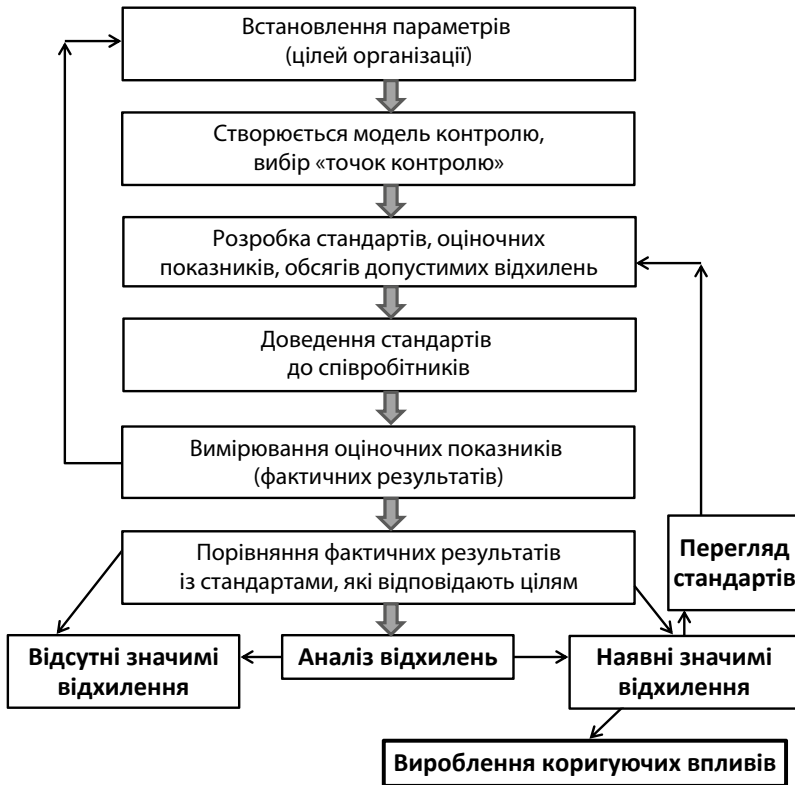 Встановлення параметрів
(цілей організації)
Створюється модель контролю,
вибір «точок контролю»
Розробка стандартів, оціночних
показників, обсягів допустимих відхилень
Доведення стандартів
до співробітників
Вимірювання оціночних показників
(фактичних результатів)
Порівняння фактичних результатів
із стандартами, які відповідають цілям
Перегляд
стандартів
Відсутні значимі
відхилення
Аналіз відхилень
Наявні значимі
відхилення
Вироблення коригуючих впливів